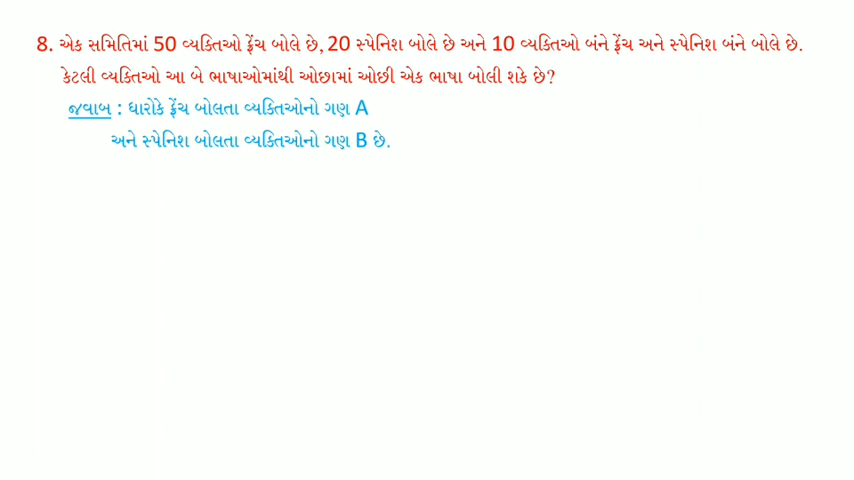 8. એક સમિતિમાં 50 વ્યક્તિઓ ફ્રેંચ બોલે છે, 20 સ્પેનિશ બોલે છે અને 10 વ્યક્તિઓ બંને ફ્રેંચ અને સ્પેનિશ બંને બોલે છે.
કેટલી વ્યક્તિઓ આ બે ભાષાઓમાંથી ઓછામાં ઓછી એક ભાષા બોલી શકે છે?
જવાબ : ધારોકે ફ્રેંચ બોલતા વ્યક્તિઓનો ગણ A
અને સ્પેનિશ બોલતા વ્યક્તિઓનો ગણ B છે.